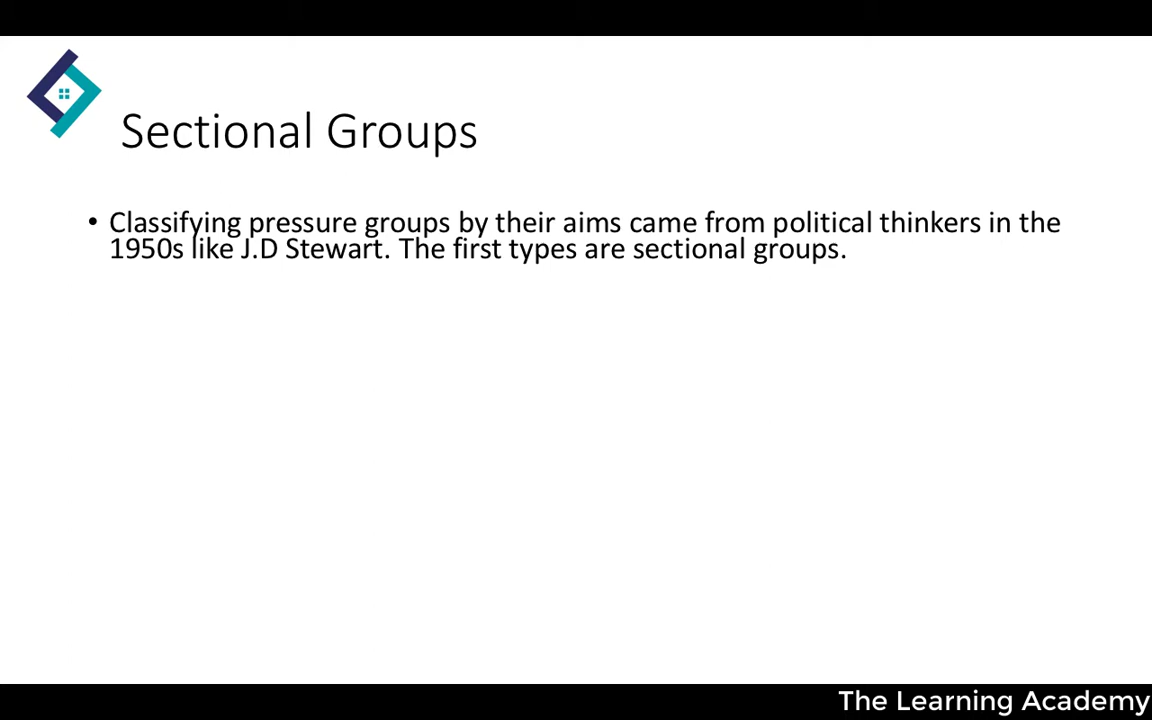 Sectional Groups
• Classifying pressure groups by their aims came from political thinkers in the
1950s like J.D Stewart. The first types are sectional groups.
The Learning Academy